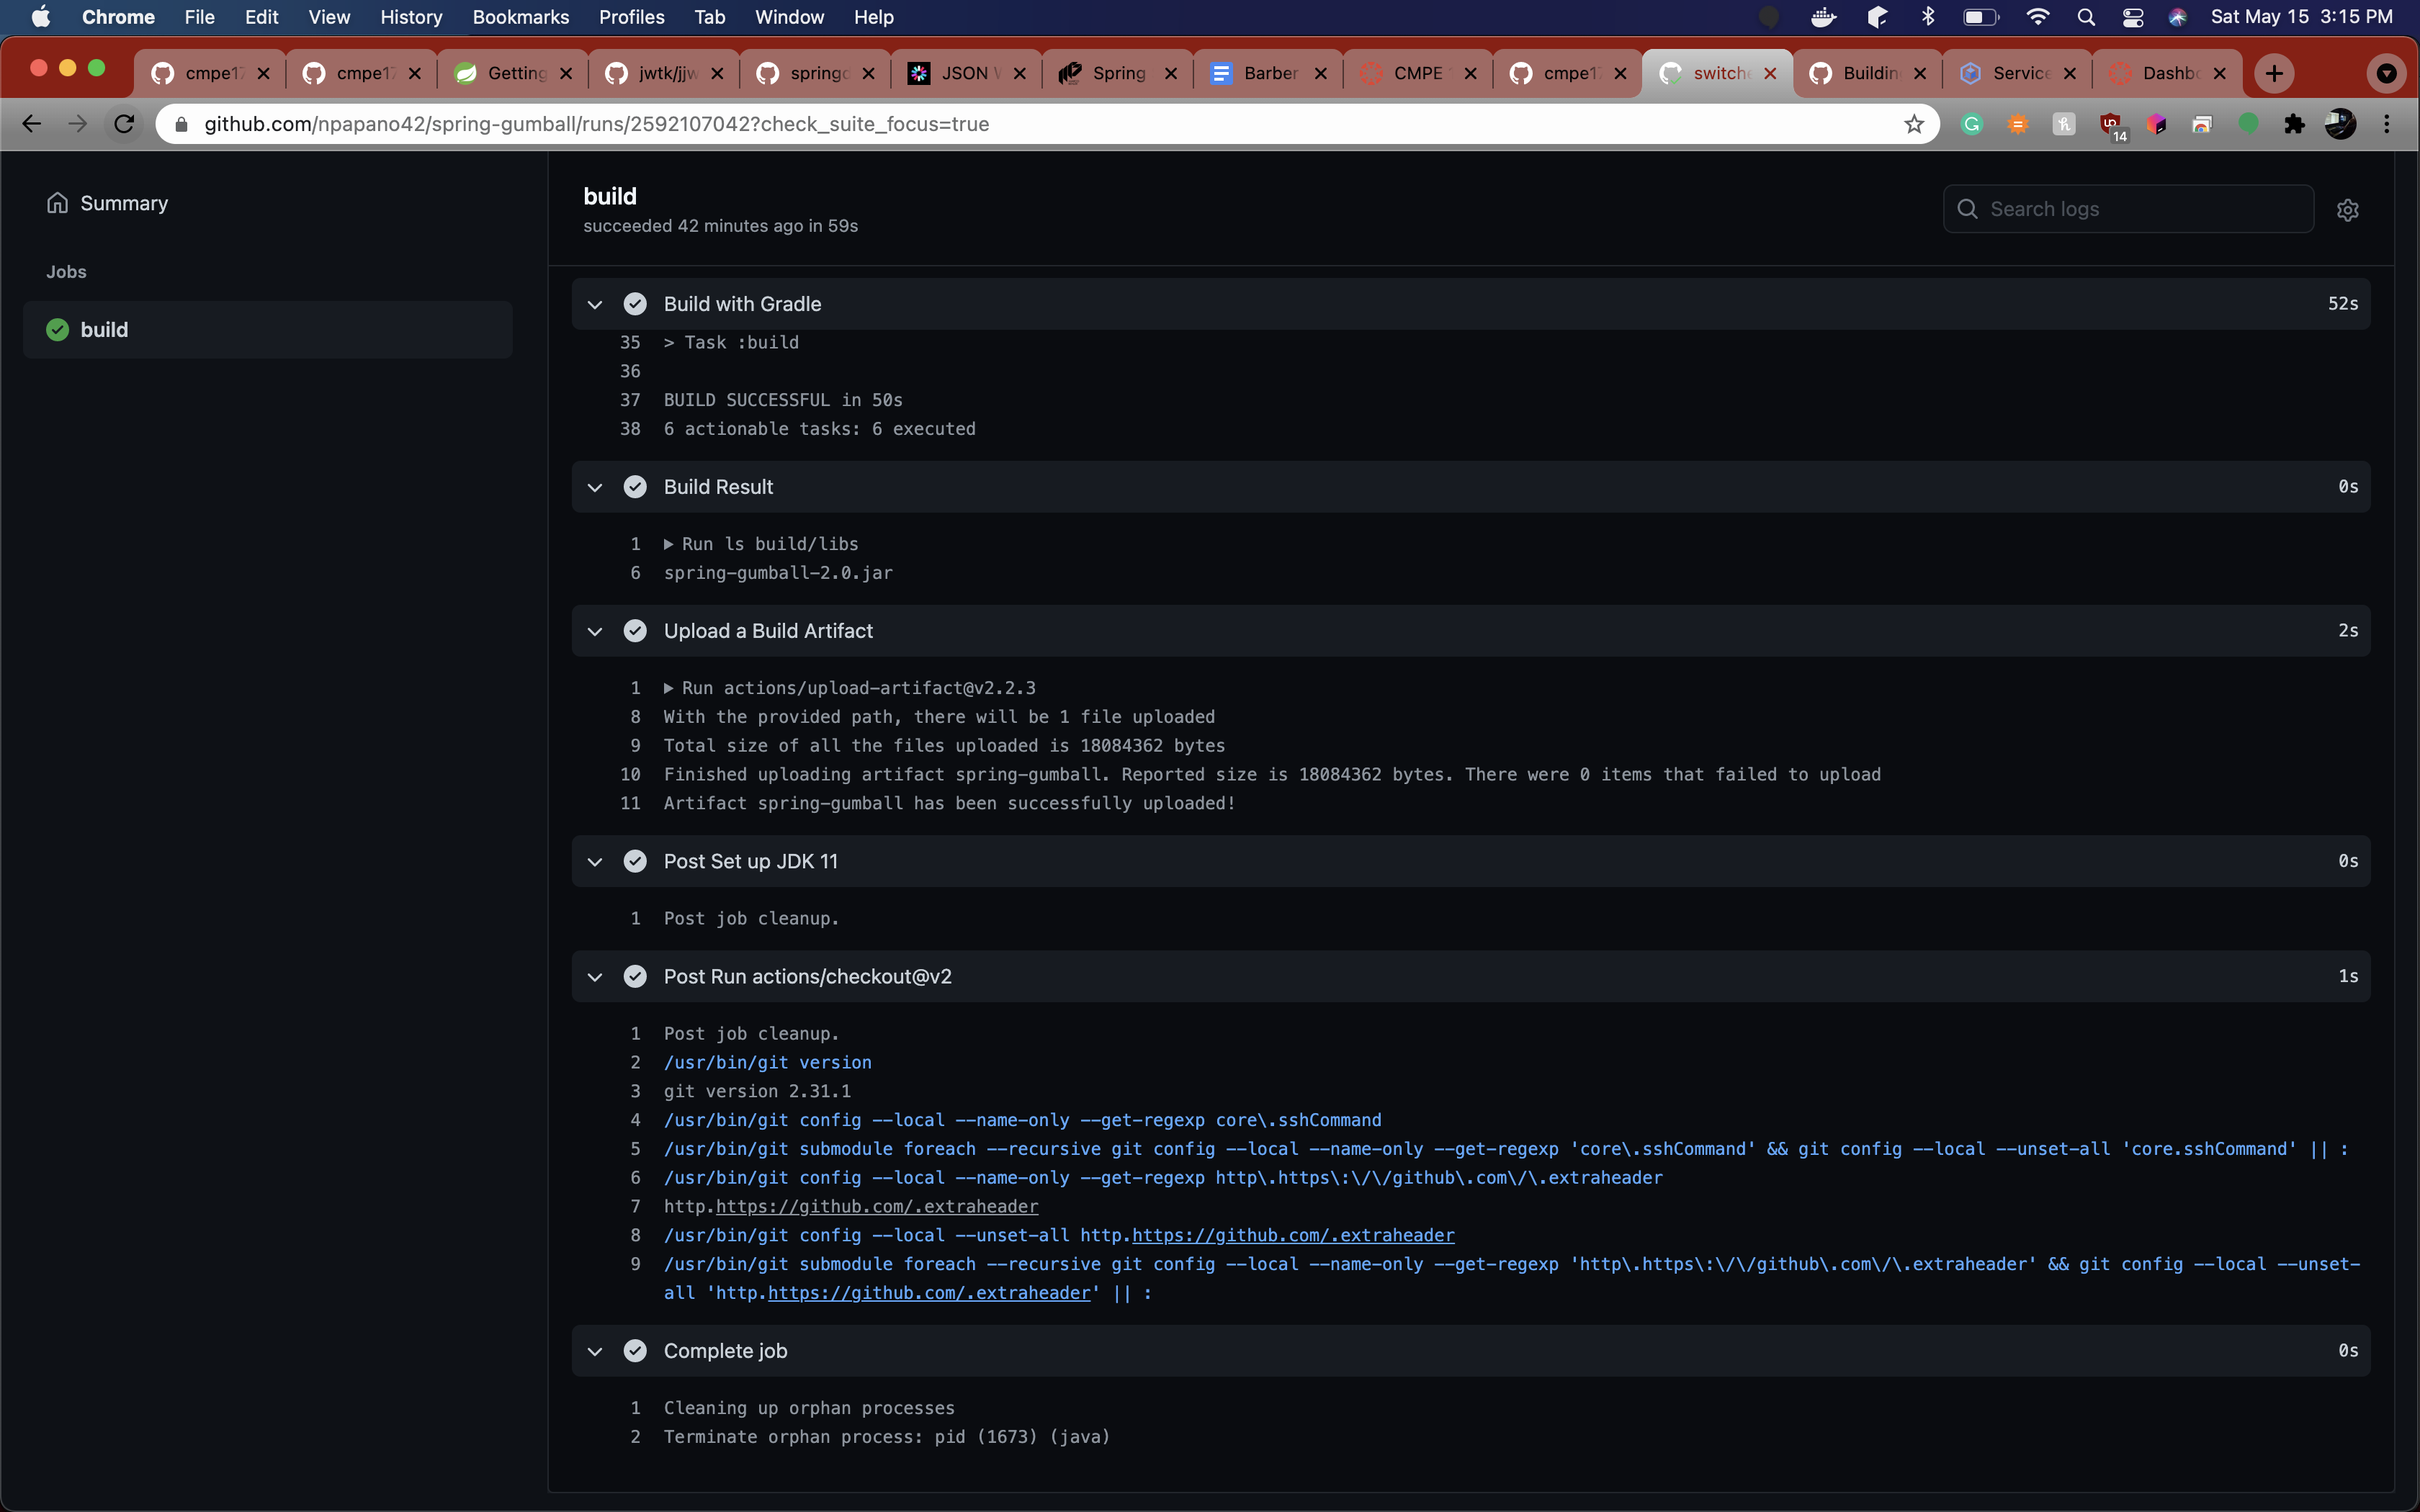 Chrome File Edit View History Bookmarks Profiles Tab Window Help Sat May 15 3:15 PM
cmpe17 cmpe17 Getting jwtk/jjw springd JSON W Spring Barber CMPE cmpe17 switche Building Service Dashbo
github.com/npapano42/spring-gumball/runs/2592107042?check_suite_focus=true 14
Summary
Jobs
build
build
succeeded 42 minutes ago in 59s
Search logs
Build with Gradle 52s
35 > Task :build
36
37 BUILD SUCCESSFUL in 50s
38 6 actionable tasks: 6 executed
Build Result 0s
1 ▶ Run ls build/libs
6 spring-gumball-2.0.jar
Upload a Build Artifact 2s
1 ▶ Run actions/upload-artifact@v2.2.3
8 With the provided path, there will be 1 file uploaded
9 Total size of all the files uploaded is 18084362 bytes
10 Finished uploading artifact spring-gumball. Reported size is 18084362 bytes. There were 0 items that failed to upload
11 Artifact spring-gumball has been successfully uploaded!
Post Set up JDK 11 0s
1 Post job cleanup.
Post Run actions/checkout@v2 1s
1 Post job cleanup.
2 /usr/bin/git version
3 git version 2.31.1
4 /usr/bin/git config --local --name-only --get-regexp core\.sshCommand
5 /usr/bin/git submodule foreach --recursive git config --local --name-only --get-regexp 'core\.sshCommand' && git config --local --unset-all 'core.sshCommand' || :
6 /usr/bin/git config --local --name-only --get-regexp http\.https\:\/\/github\.com\/\.extraheader
7 http.https://github.com/.extraheader
8 /usr/bin/git config --local --unset-all http.https://github.com/.extraheader
9 /usr/bin/git submodule foreach --recursive git config --local --name-only --get-regexp 'http\.https\:\/\/github\.com\/\.extraheader' && git config --local --unset-
all 'http.https://github.com/.extraheader' || :
Complete job 0s
1 Cleaning up orphan processes
2 Terminate orphan process: pid (1673) (java)